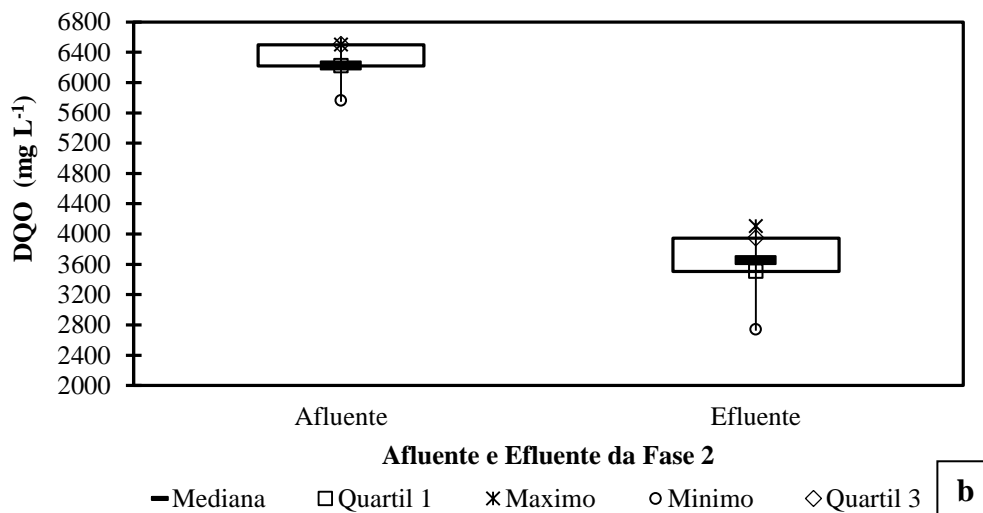 6800
6400
6000
5600
5200
4800
4400
4000
3600
3200
2800
2400
2000
DQO (mg L-1)
Afluente Efluente
Afluente e Efluente da Fase 2
Mediana Quartil 1 Maximo Minimo Quartil 3
b